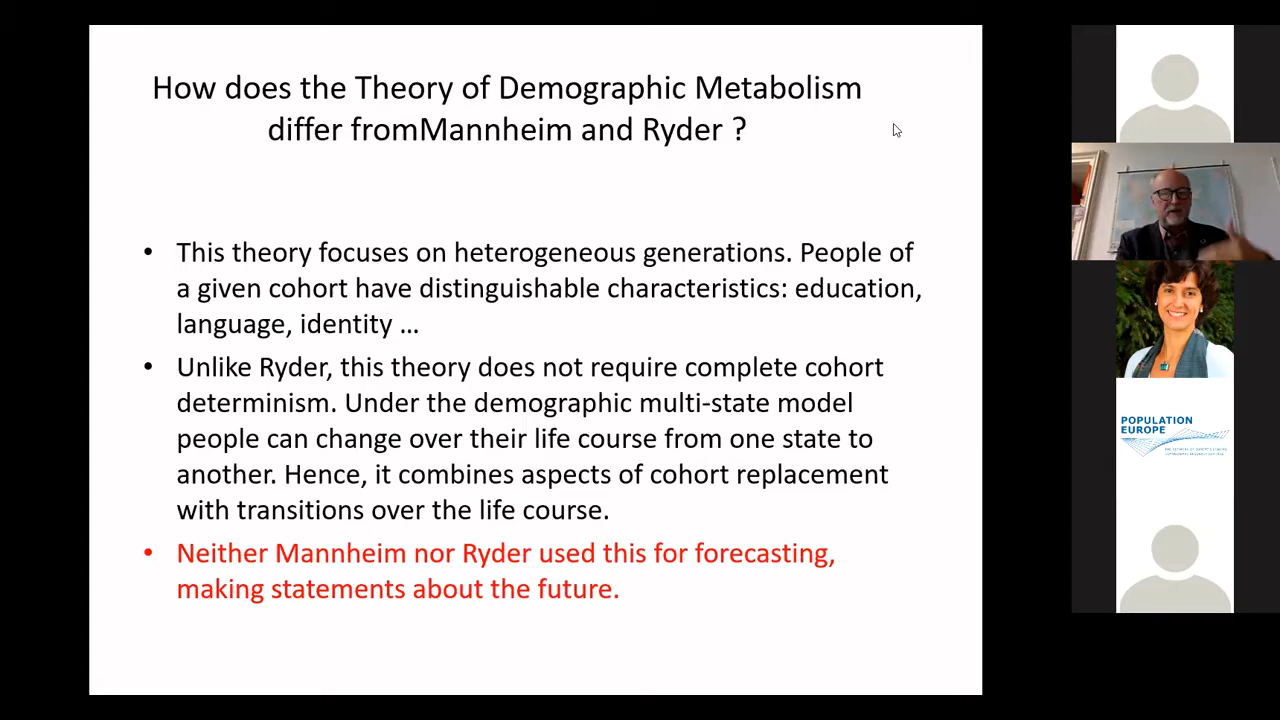 How does the Theory of Demographic Metabolism
differ fromMannheim and Ryder ?
• This theory focuses on heterogeneous generations. People of
a given cohort have distinguishable characteristics: education,
language, identity …
• Unlike Ryder, this theory does not require complete cohort
determinism. Under the demographic multi-state model
people can change over their life course from one state to
another. Hence, it combines aspects of cohort replacement
with transitions over the life course.
• Neither Mannheim nor Ryder used this for forecasting,
making statements about the future.
POPULATION
EUROPE